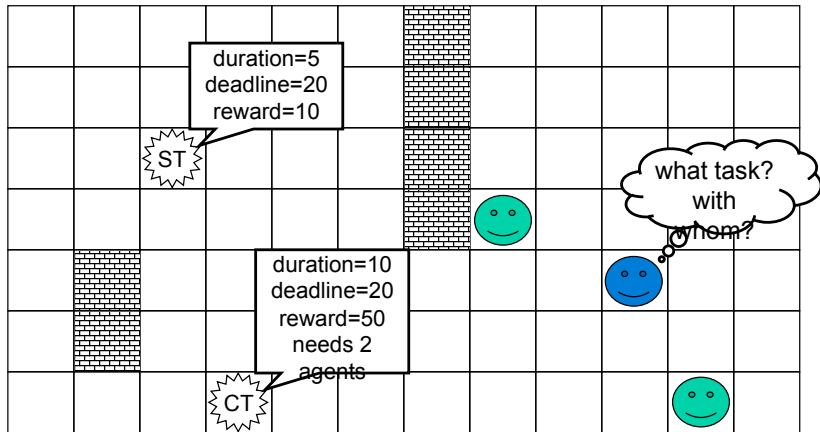 duration=5
deadline=20
reward=10
ST
what task?
with
whom?
duration=10
deadline=20
reward=50
needs 2
agents
CT